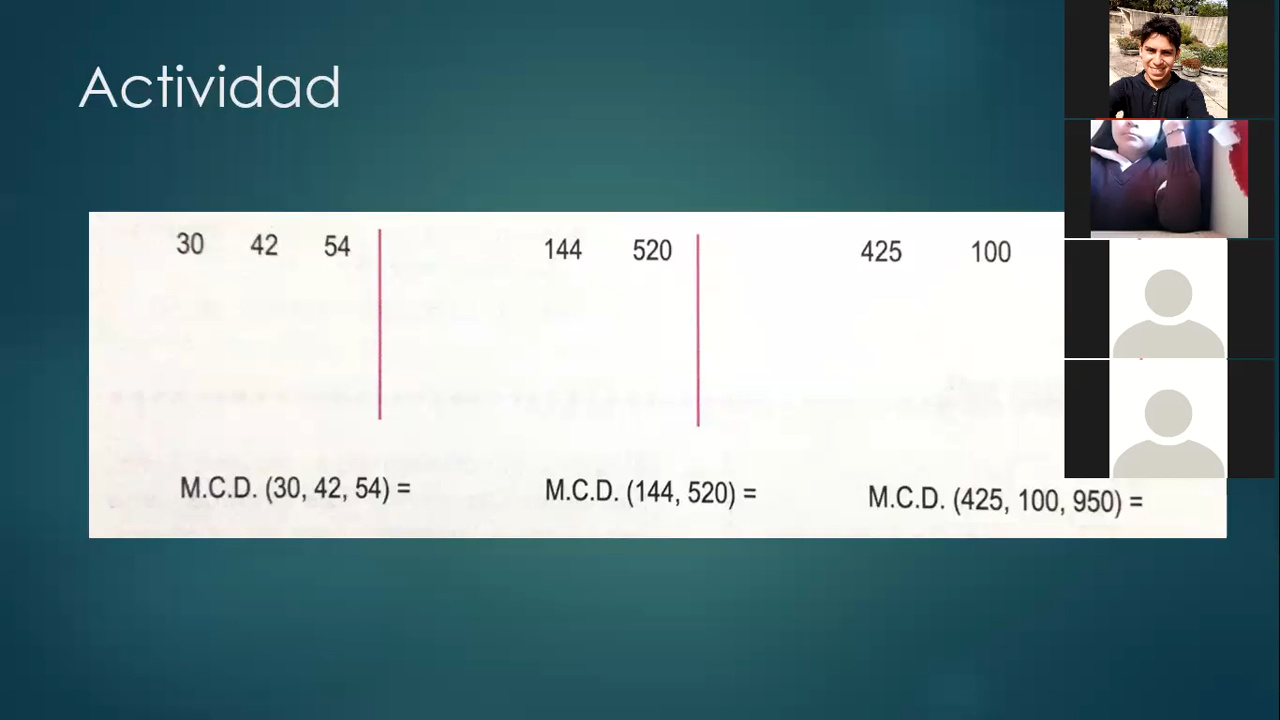 Actividad
30 42 54
144 520
425 100
M.C.D. (30, 42, 54) =
M.C.D. (144, 520) =
M.C.D. (425, 100, 950) =